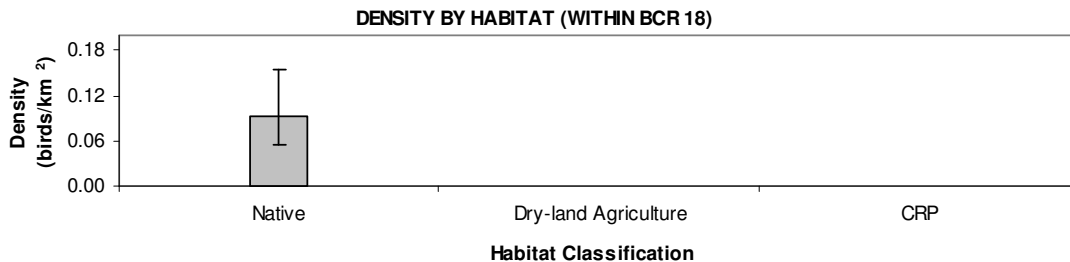 DENSITY BY HABITAT (WITHIN BCR 18)
0.18
0.12
0.06
0.00
Density
(birds/km ²)
Native Dry-land Agriculture CRP
Habitat Classification